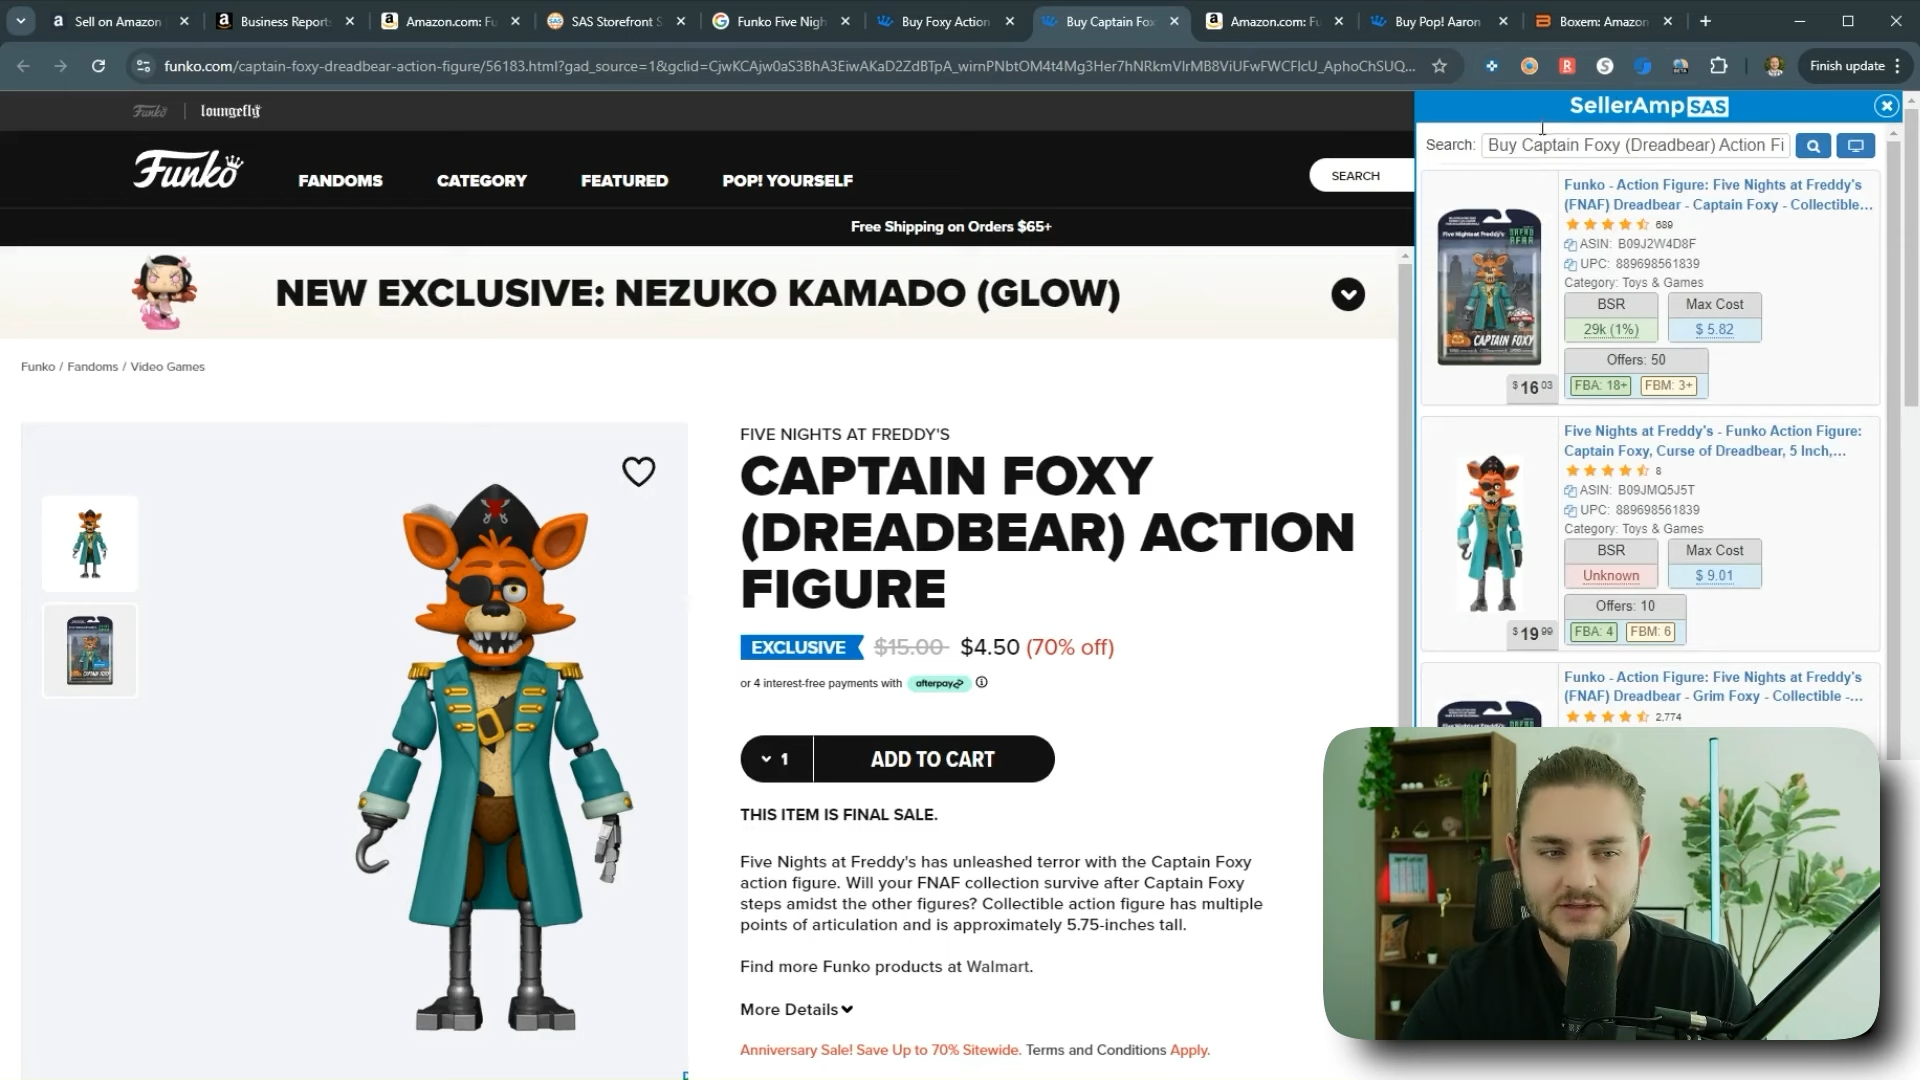 Sell on Amazon
Business Report
Amazon.com: Fu
SAS Storefront S
Funko Five Nigh
Buy Foxy Action
Buy Captain Fox
Amazon.com: Fu
Buy Pop! Aaron
Boxem: Amazon
funko.com/captain-foxy-dreadbear-action-figure/56183.html?gad_source=1&gclid=CjwKCAjw0aS3BhA3EiwAKaD2ZdBTpA_wirnPNbtOM4t4Mg3Her7hNRkmVIrMB8ViUFwFWCFIcU_AphoChSUQ...
Finish update
Funko
loungefly
SellerAmp SAS
Search: Buy Captain Foxy (Dreadbear) Action Fi
Funko
FANDOMS
CATEGORY
FEATURED
POP! YOURSELF
SEARCH
Free Shipping on Orders $65+
NEW EXCLUSIVE: NEZUKO KAMADO (GLOW)
Funko / Fandoms / Video Games
FIVE NIGHTS AT FREDDY'S
CAPTAIN FOXY
(DREADBEAR) ACTION
FIGURE
EXCLUSIVE $15.00 $4.50 (70% off)
or 4 interest-free payments with afterpay
1
ADD TO CART
THIS ITEM IS FINAL SALE.
Five Nights at Freddy's has unleashed terror with the Captain Foxy
action figure. Will your FNAF collection survive after Captain Foxy
steps amidst the other figures? Collectible action figure has multiple
points of articulation and is approximately 5.75-inches tall.
Find more Funko products at Walmart.
More Details
Anniversary Sale! Save Up to 70% Sitewide. Terms and Conditions Apply.
Funko - Action Figure: Five Nights at Freddy's
(FNAF) Dreadbear - Captain Foxy - Collectible...
689
ASIN: B09J2W4D8F
UPC: 889698561839
Category: Toys & Games
BSR
Max Cost
29k (1%)
$ 5.82
Offers: 50
FBA: 18+
FBM: 3+
$16 03
CAPTAIN FOXY
Five Nights at Freddy's - Funko Action Figure:
Captain Foxy, Curse of Dreadbear, 5 Inch,...
8
ASIN: B09JMQ5J5T
UPC: 889698561839
Category: Toys & Games
BSR
Max Cost
Unknown
$ 9.01
Offers: 10
FBA: 4
FBM: 6
$19 99
Funko - Action Figure: Five Nights at Freddy's
(FNAF) Dreadbear - Grim Foxy - Collectible -...
2,774